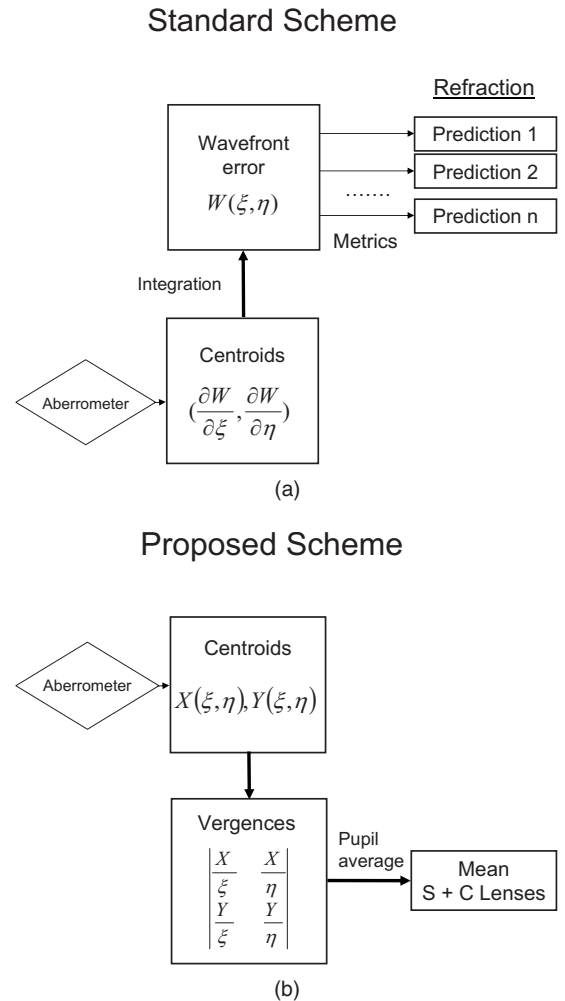 Standard Scheme
Refraction
Wavefront
error
W(ξ,η)
Prediction 1
Prediction 2
.......
Prediction n
Metrics
Integration
Aberrometer
Centroids
(∂W/∂ξ, ∂W/∂η)
(a)
Proposed Scheme
Aberrometer
Centroids
X(ξ,η),Y(ξ,η)
Vergences
|X/ξ X/η|
|Y/ξ Y/η|
Pupil
average
Mean
S + C Lenses
(b)